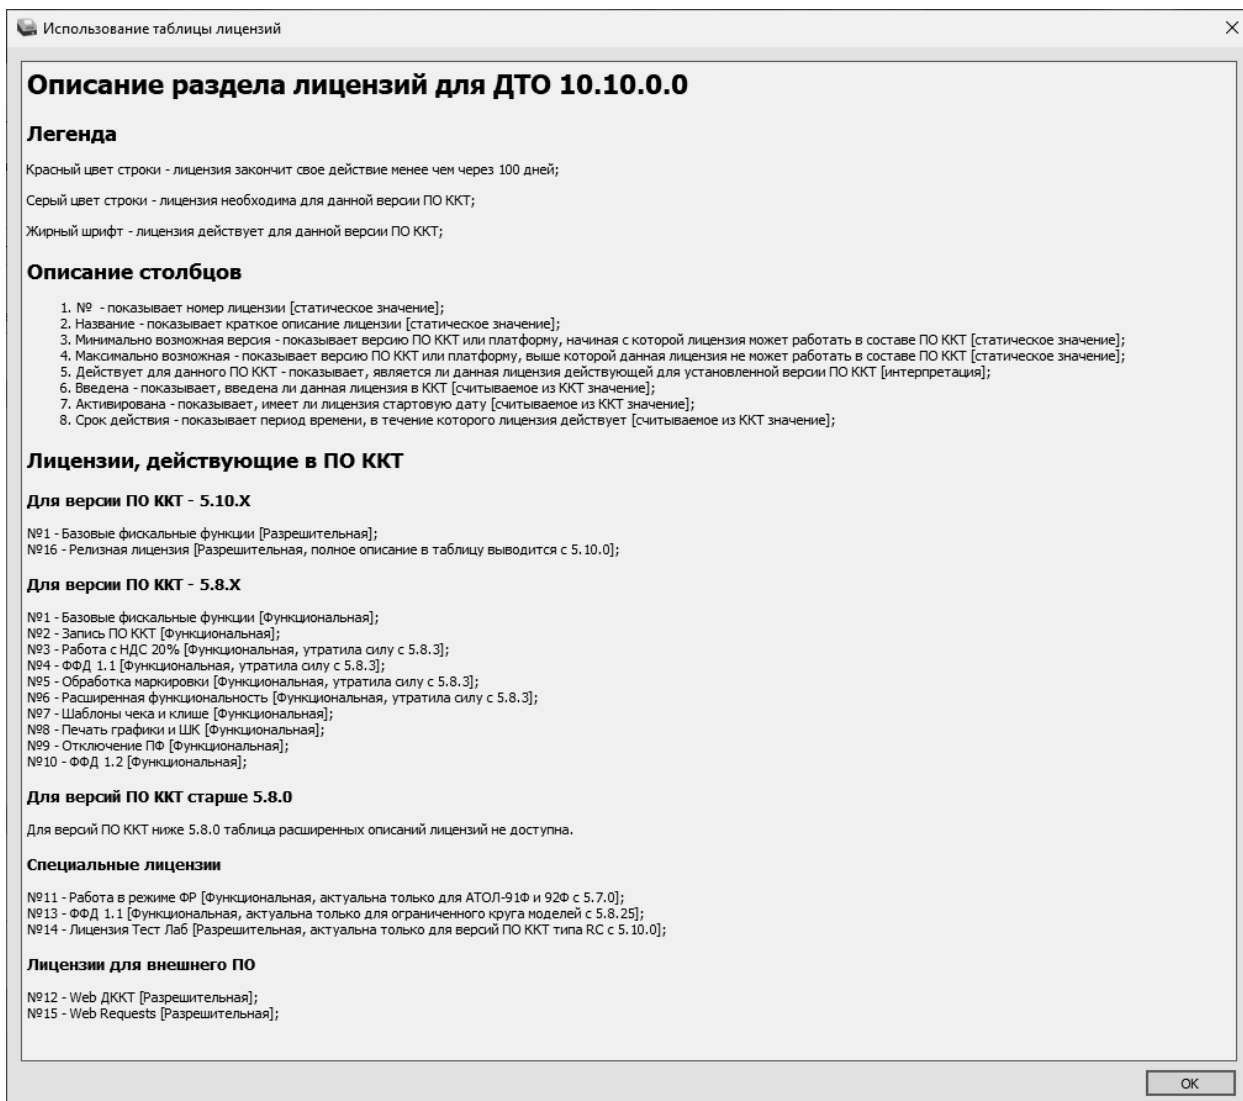 Использование таблицы лицензий
Описание раздела лицензий для ДТО 10.10.0.0
Легенда
Красный цвет строки - лицензия закончит свое действие менее чем через 100 дней;
Серый цвет строки - лицензия необходима для данной версии ПО ККТ;
Жирный шрифт - лицензия действует для данной версии ПО ККТ;
Описание столбцов
1. № - показывает номер лицензии [статическое значение];
2. Название - показывает краткое описание лицензии [статическое значение];
3. Минимально возможная версия - показывает версию ПО ККТ или платформу, начиная с которой лицензия может работать в составе ПО ККТ [статическое значение];
4. Максимально возможная - показывает версию ПО ККТ или платформу, выше которой данная лицензия не может работать в составе ПО ККТ [статическое значение];
5. Действует для данного ПО ККТ - показывает, является ли данная лицензия действующей для установленной версии ПО ККТ [интерпретация];
6. Введена - показывает, введена ли данная лицензия в ККТ [считываемое из ККТ значение];
7. Активирована - показывает, имеет ли лицензия стартовую дату [считываемое из ККТ значение];
8. Срок действия - показывает период времени, в течение которого лицензия действует [считываемое из ККТ значение];
Лицензии, действующие в ПО ККТ
Для версии ПО ККТ - 5.10.X
№1 - Базовые фискальные функции [Разрешительная];
№16 - Релизная лицензия [Разрешительная, полное описание в таблицу выводится с 5.10.0];
Для версии ПО ККТ - 5.8.X
№1 - Базовые фискальные функции [Функциональная];
№2 - Запись ПО ККТ [Функциональная];
№3 - Работа с НДС 20% [Функциональная, утратила силу с 5.8.3];
№4 - ФФД 1.1 [Функциональная, утратила силу с 5.8.3];
№5 - Обработка маркировки [Функциональная, утратила силу с 5.8.3];
№6 - Расширенная функциональность [Функциональная, утратила силу с 5.8.3];
№7 - Шаблоны чека и клише [Функциональная];
№8 - Печать графики и ШК [Функциональная];
№9 - Отключение ПФ [Функциональная];
№10 - ФФД 1.2 [Функциональная];
Для версий ПО ККТ старше 5.8.0
Для версий ПО ККТ ниже 5.8.0 таблица расширенных описаний лицензий не доступна.
Специальные лицензии
№11 - Работа в режиме ФР [Функциональная, актуальна только для АТОЛ-91Ф и 92Ф с 5.7.0];
№13 - ФФД 1.1 [Функциональная, актуальна только для ограниченного круга моделей с 5.8.25];
№14 - Лицензия Тест Лаб [Разрешительная, актуальна только для версий ПО ККТ типа RC с 5.10.0];
Лицензии для внешнего ПО
№12 - Web ДККТ [Разрешительная];
№15 - Web Requests [Разрешительная];
OK